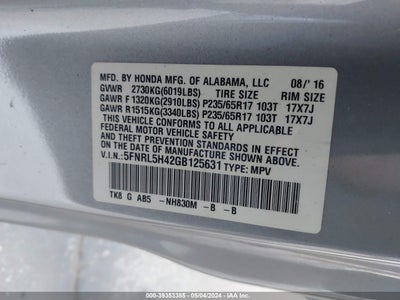 MFD. BY HONDA MFG. OF ALABAMA, LLC 08/'16
GVWR 2730KG(6019LBS) TIRE SIZE RIM SIZE
GAWR F 1320KG(2910LBS) P235/65R17 103T 17X7J
GAWR R1515KG(3340LBS) P235/65R17 103T 17X7J
THIS VEHICLE CONFORMS TO ALL APPLICABLE
FEDERAL MOTOR VEHICLE SAFETY, BUMPER, AND
THEFT PREVENTION STANDARDS IN EFFECT ON THE
DATE OF MANUFACTURE SHOWN ABOVE.
V.I.N.:5FNRL5H42GB125631 TYPE: MPV
TK8 G AB5 -NH830M -B -B
000-39353385 - 05/04/2024 - © IAA, Inc.